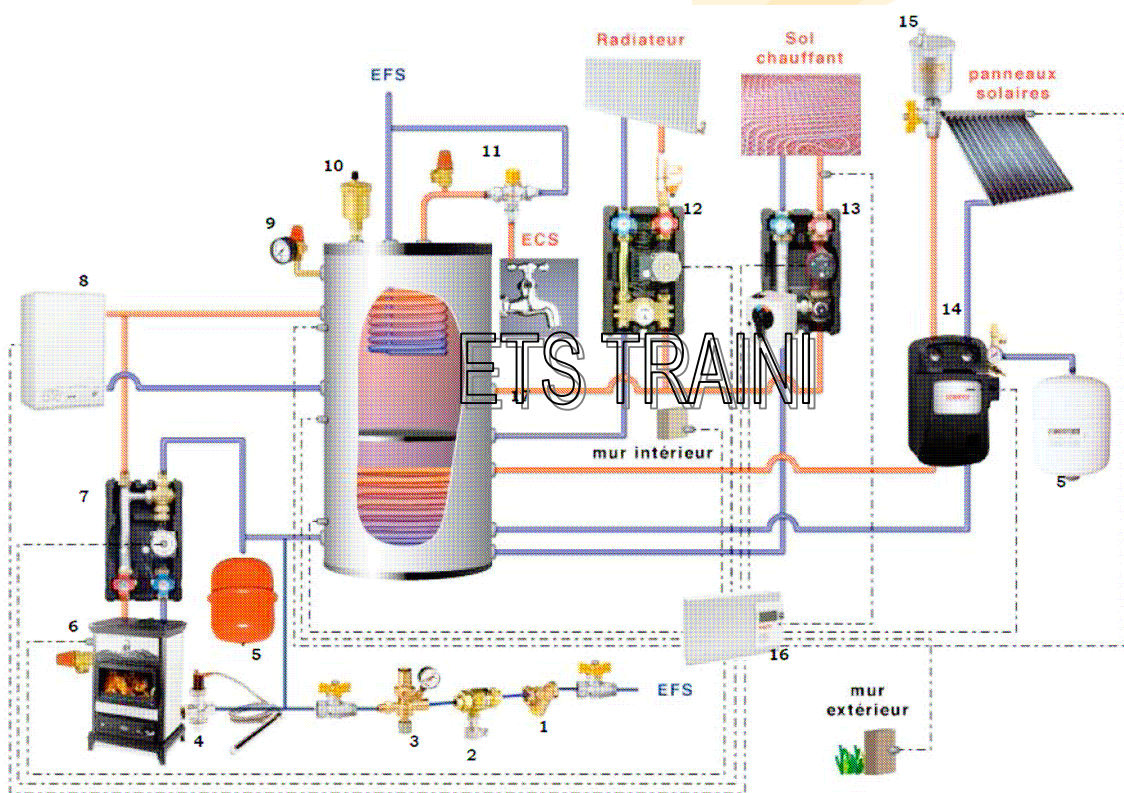 15
Radiateur
Sol
chauffant
panneaux
solaires
EFS
10
11
9
12
13
ECS
8
14
ETS TRAINI
17
mur intérieur
7
5
6
5
16
EFS
mur
extérieur
4
3
2
1